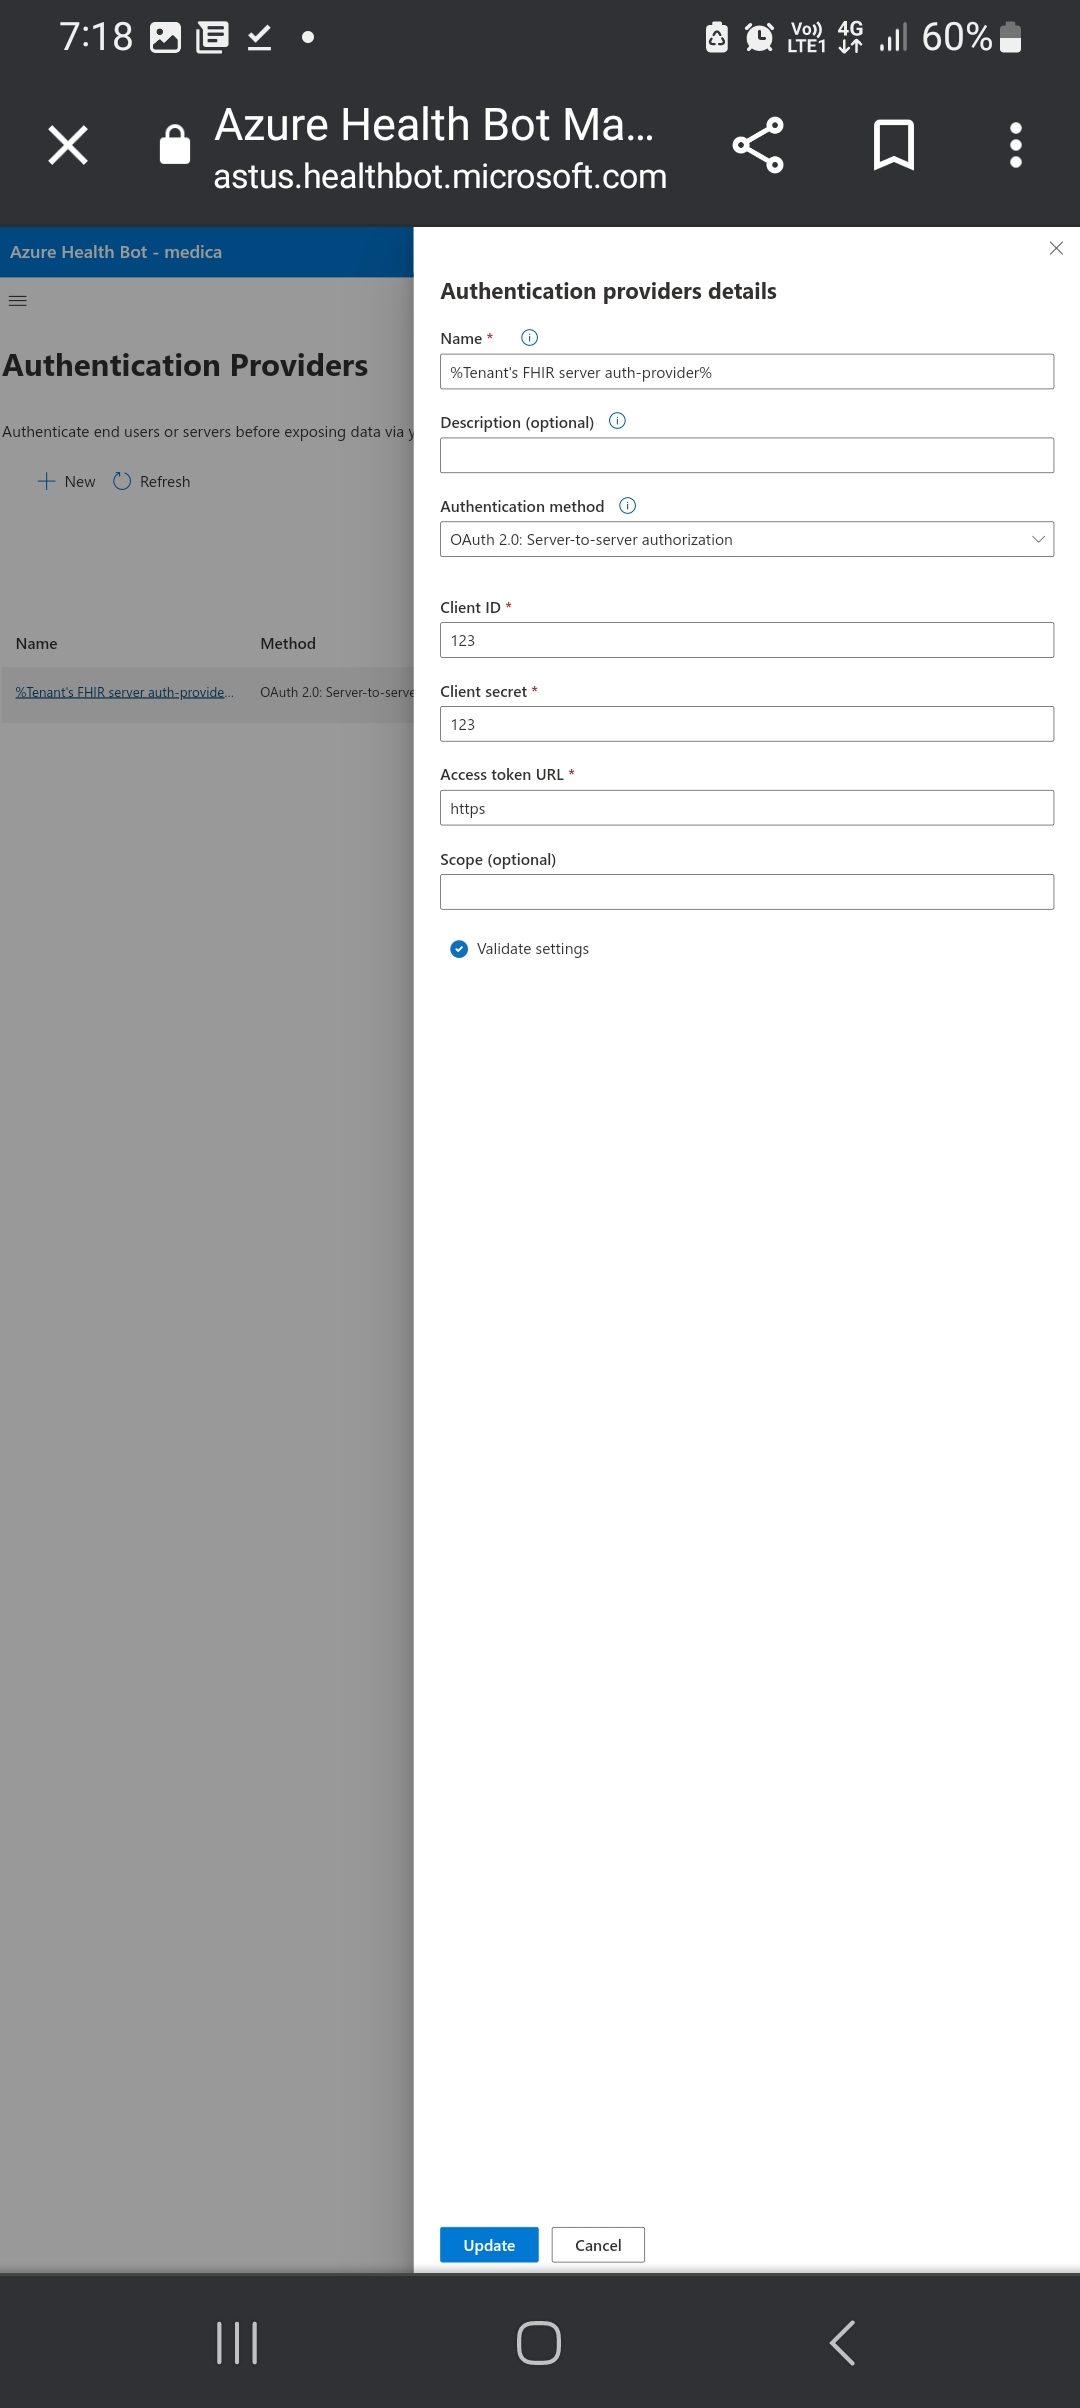 7:18
Vo)) LTE1 4G 60%
Azure Health Bot Ma...
astus.healthbot.microsoft.com
Azure Health Bot - medica
Authentication Providers
Authenticate end users or servers before exposing data via y
New Refresh
Name Method
%Tenant's FHIR server auth-provide... OAuth 2.0: Server-to-serve
Authentication providers details
Name *
%Tenant's FHIR server auth-provider%
Description (optional)
Authentication method
OAuth 2.0: Server-to-server authorization
Client ID *
123
Client secret *
123
Access token URL *
https
Scope (optional)
Validate settings
Update Cancel